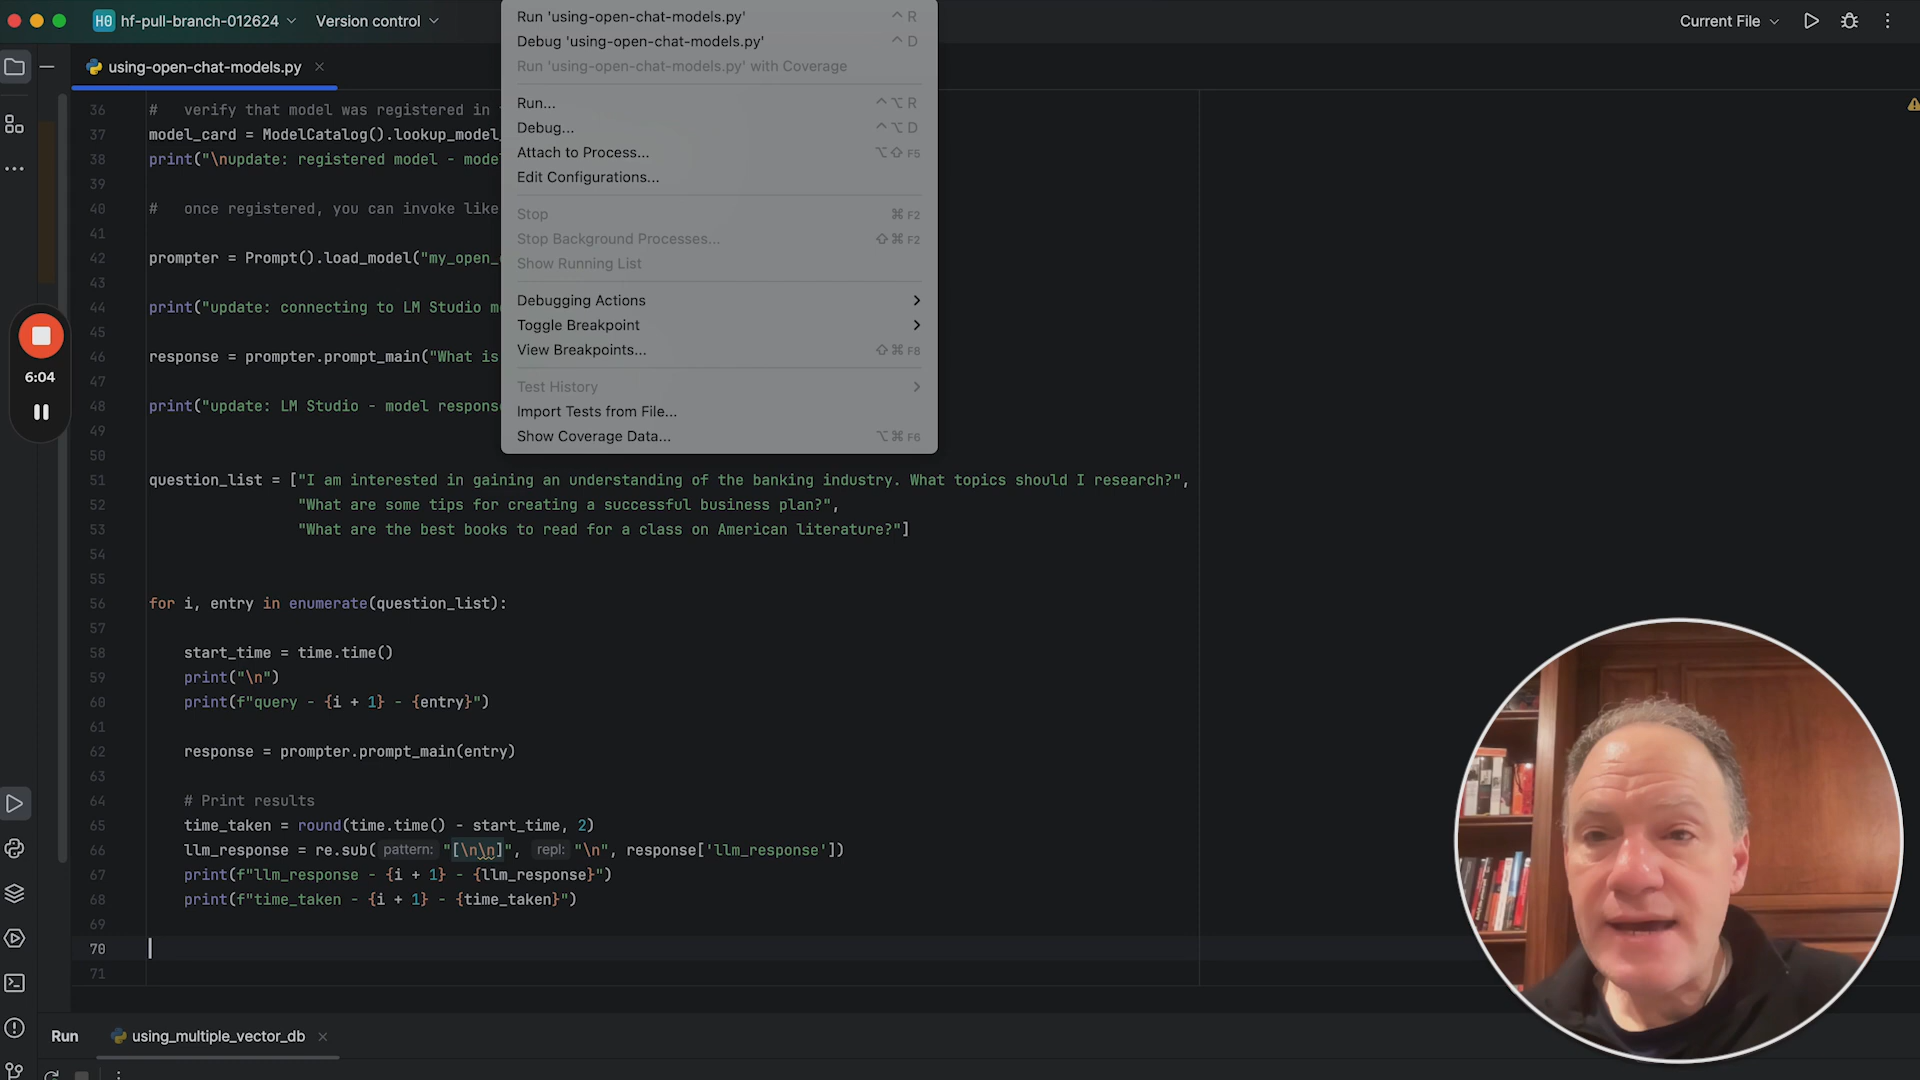 H0 hf-pull-branch-012624 Version control
Current File
using-open-chat-models.py
Run 'using-open-chat-models.py' ⌃ R
Debug 'using-open-chat-models.py' ⌃ D
Run 'using-open-chat-models.py' with Coverage
Run... ⌃⌥ R
Debug... ⌃⌥ D
Attach to Process... ⌥⇧ F5
Edit Configurations...
Stop ⌘ F2
Stop Background Processes... ⇧⌘ F2
Show Running List
Debugging Actions
Toggle Breakpoint
View Breakpoints... ⇧⌘ F8
Test History
Import Tests from File...
Show Coverage Data... ⌥⌘ F6
36 # verify that model was registered in
37 model_card = ModelCatalog().lookup_model_
38 print("\nupdate: registered model - mode
39
40 # once registered, you can invoke like
41
42 prompter = Prompt().load_model("my_open_
43
44 print("update: connecting to LM Studio m
45
46 response = prompter.prompt_main("What is
47
48 print("update: LM Studio - model respons
49
50
51 question_list = ["I am interested in gaining an understanding of the banking industry. What topics should I research?",
52 "What are some tips for creating a successful business plan?",
53 "What are the best books to read for a class on American literature?"]
54
55
56 for i, entry in enumerate(question_list):
57
58 start_time = time.time()
59 print("\n")
60 print(f"query - {i + 1} - {entry}")
61
62 response = prompter.prompt_main(entry)
63
64 # Print results
65 time_taken = round(time.time() - start_time, 2)
66 llm_response = re.sub( pattern: "[\n\n]", repl: "\n", response['llm_response'])
67 print(f"llm_response - {i + 1} - {llm_response}")
68 print(f"time_taken - {i + 1} - {time_taken}")
69
70
71
6:04
Run using_multiple_vector_db